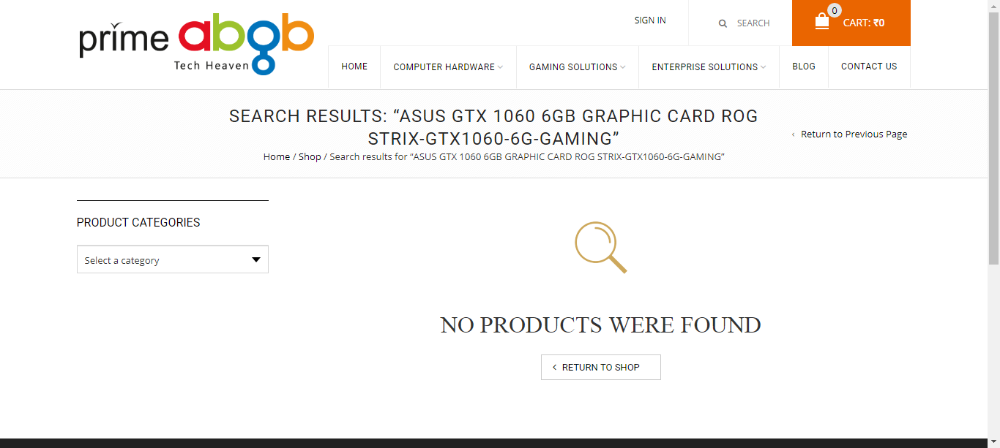 prime abgb
Tech Heaven
SIGN IN
SEARCH
0
CART: ₹0
HOME
COMPUTER HARDWARE
GAMING SOLUTIONS
ENTERPRISE SOLUTIONS
BLOG
CONTACT US
SEARCH RESULTS: “ASUS GTX 1060 6GB GRAPHIC CARD ROG
STRIX-GTX1060-6G-GAMING”
‹ Return to Previous Page
Home / Shop / Search results for “ASUS GTX 1060 6GB GRAPHIC CARD ROG STRIX-GTX1060-6G-GAMING”
PRODUCT CATEGORIES
Select a category
NO PRODUCTS WERE FOUND
RETURN TO SHOP